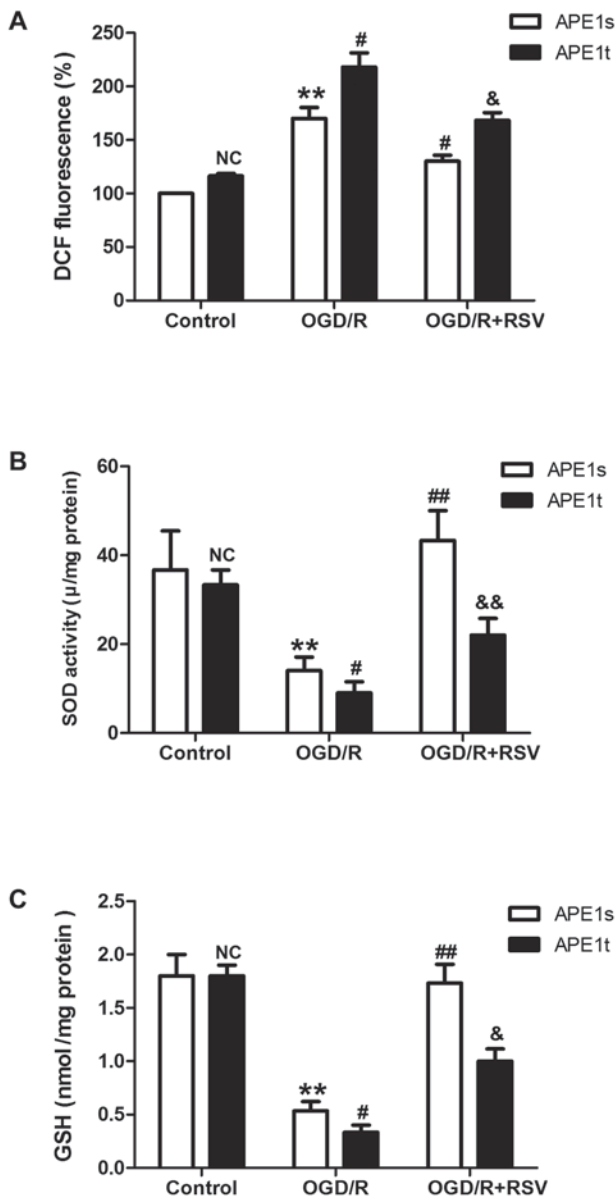 A
APE1s
APE1t
DCF fluorescence (%)
250
200
150
100
50
0
NC
**
#
#
&
Control
OGD/R
OGD/R+RSV
B
APE1s
APE1t
SOD activity (μ/mg protein)
60
40
20
0
NC
**
#
##
&&
Control
OGD/R
OGD/R+RSV
C
APE1s
APE1t
GSH (nmol /mg protein )
2.5
2.0
1.5
1.0
0.5
0.0
NC
**
#
##
&
Control
OGD/R
OGD/R+RSV